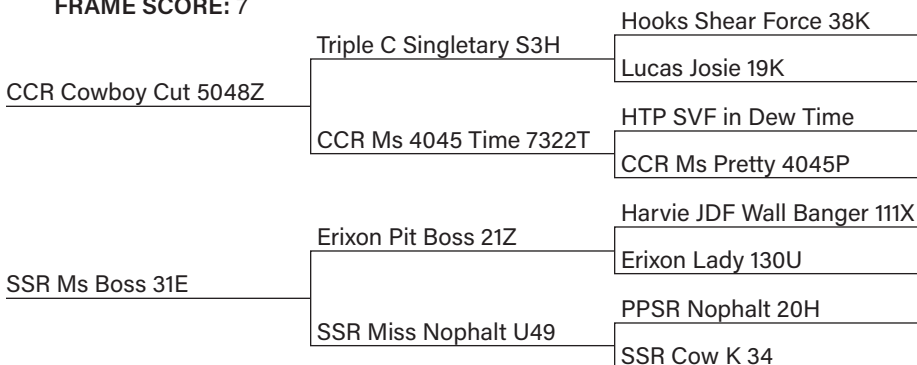 FRAME SCORE: 7
Hooks Shear Force 38K
Triple C Singletary S3H
Lucas Josie 19K
CCR Cowboy Cut 5048Z
HTP SVF in Dew Time
CCR Ms 4045 Time 7322T
CCR Ms Pretty 4045P
Harvie JDF Wall Banger 111X
Erixon Pit Boss 21Z
Erixon Lady 130U
SSR Ms Boss 31E
PPSR Nophalt 20H
SSR Miss Nophalt U49
SSR Cow K 34